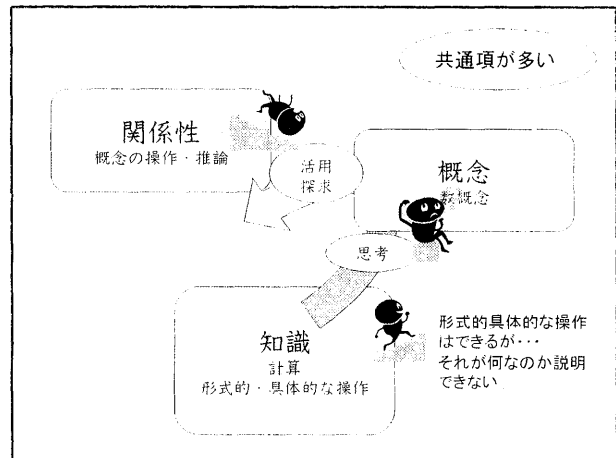 共通項が多い
関係性
概念の操作・推論
活用
探求
概念
数概念
思考
知識
計算
形式的・具体的な操作
形式的具体的な操作
はできるが・・・
それが何なのか説明
できない